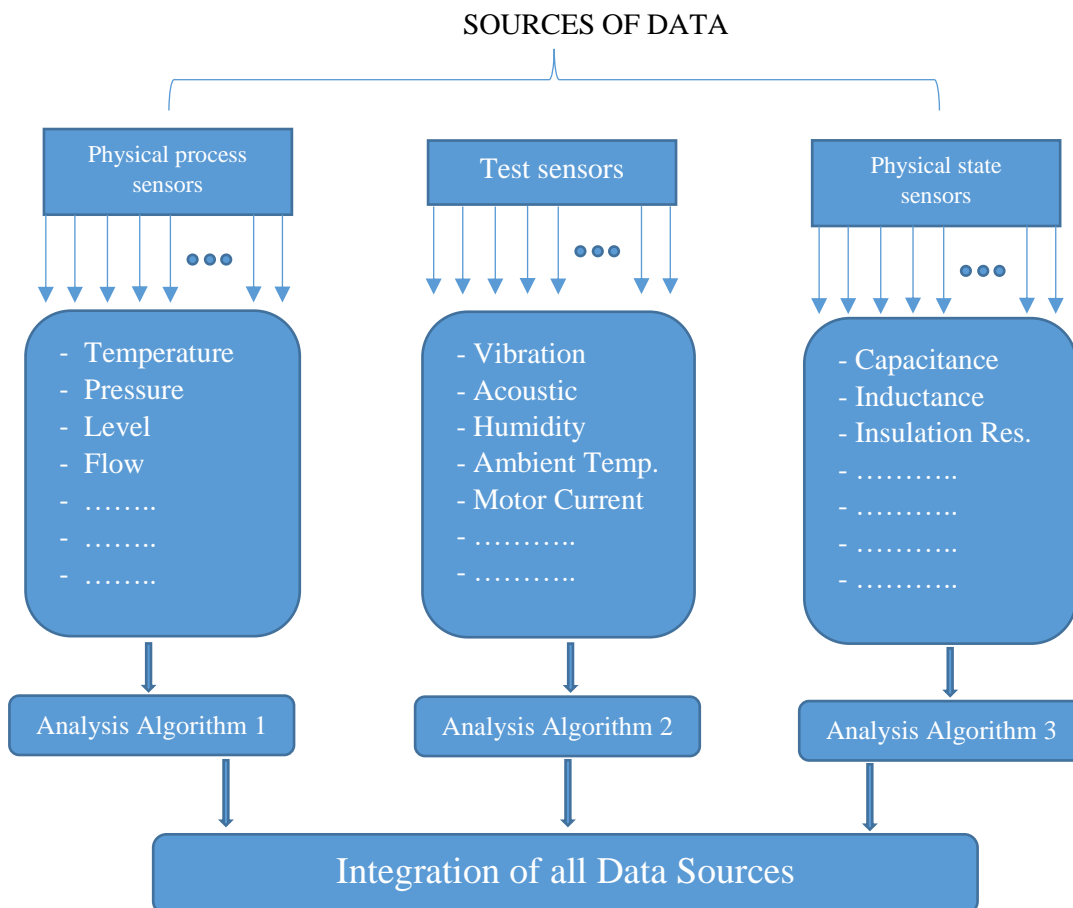 SOURCES OF DATA
Physical process
sensors
Test sensors
Physical state
sensors
- Temperature
- Pressure
- Level
- Flow
- ……..
- ……..
- ……..
- Vibration
- Acoustic
- Humidity
- Ambient Temp.
- Motor Current
- ………..
- ………..
- Capacitance
- Inductance
- Insulation Res.
- ………..
- ………..
- ………..
- ………..
Analysis Algorithm 1
Analysis Algorithm 2
Analysis Algorithm 3
Integration of all Data Sources